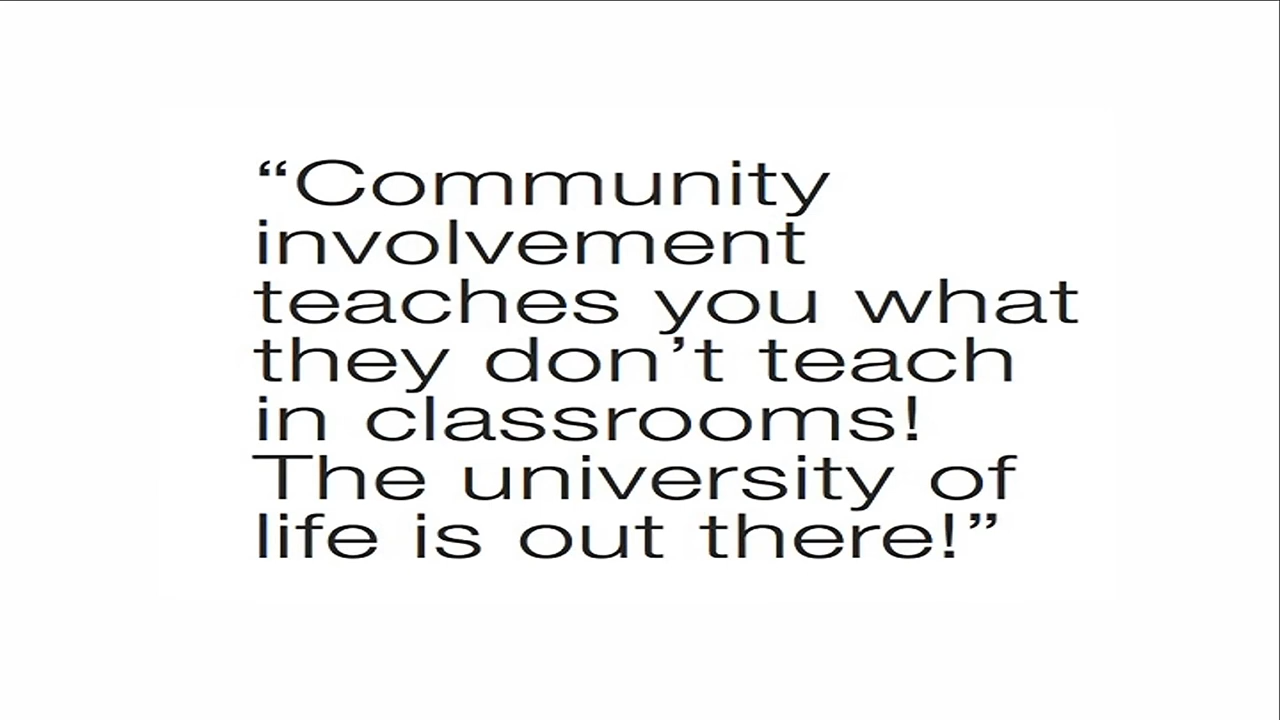 “Community
involvement
teaches you what
they don’t teach
in classrooms!
The university of
life is out there!”